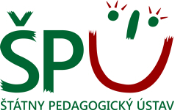 ŠPÚ
ŠTÁTNY PEDAGOGICKÝ ÚSTAV